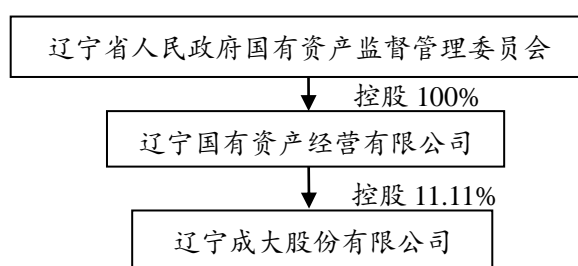 辽宁省人民政府国有资产监督管理委员会
控股 100%
辽宁国有资产经营有限公司
控股 11.11%
辽宁成大股份有限公司